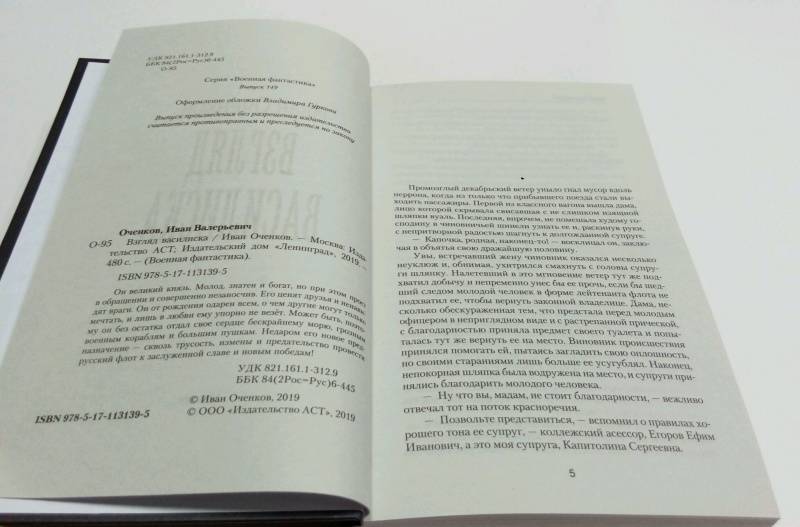 УДК 821.161.1-312.9
ББК 84(2Рос=Рус)6-445
О-95
Серия «Военная фантастика»
Выпуск 149
Оформление обложки Владимира Гуркова
Выпуск произведения без разрешения издательства
считается противоправным и преследуется по закону
ВЗГЛЯД
ВАСИЛИСКА
Оченков, Иван Валерьевич
О-95 Взгляд василиска / Иван Оченков. — Москва: Изда-
тельство АСТ; Издательский дом «Ленинград», 2019. —
480 с. — (Военная фантастика).
ISBN 978-5-17-113139-5
Он великий князь. Молод, знатен и богат, но при этом прост
в обращении и совершенно незаносчив. Его ценят друзья и ненави-
дят враги. Он от рождения одарен всем, о чем другие могут только
мечтать, и лишь в любви ему упорно не везёт. Может быть, поэто-
му он без остатка отдал свое сердце бескрайнему морю, грозным
военным кораблям и большим пушкам. Недаром его новое пред-
назначение — сквозь трусость, измены и предательство провести
русский флот к заслуженной славе и новым победам!
УДК 821.161.1-312.9
ББК 84(2Рос=Рус)6-445
© Иван Оченков, 2019
ISBN 978-5-17-113139-5 © ООО «Издательство АСТ», 2019
Промозглый декабрьский ветер уныло гнал мусор вдоль
перрона, когда из только что прибывшего поезда стали вы-
ходить пассажиры. Первой из классного вагона вышла дама,
лицо которой скрывала свисавшая с не слишком изящной
шляпки вуаль. Последняя, впрочем, не помешала худому го-
сподину в чиновничьей шинели узнать ее и, раскинув руки,
с непритворной радостью шагнуть к долгожданной супруге.
— Капочка, родная, наконец-то! — восклицал он, заклю-
чая в объятья свою дражайшую половину.
Увы, встречавший жену чиновник оказался несколько
неуклюж и, обнимая, ухитрился смахнуть с головы супру-
ги шляпку. Налетевший в это мгновение ветер тут же под-
хватил добычу и непременно унес бы ее прочь, если бы шед-
ший следом молодой человек в форме лейтенанта флота не
подхватил ее, чтобы вернуть законной владелице. Дама, не-
сколько обескураженная тем, что предстала перед молодым
офицером в неприглядном виде и с растрепанной прической,
с благодарностью приняла предмет своего туалета и попы-
талась тут же вернуть ее на место. Виновник происшествия
принялся помогать ей, пытаясь загладить свою оплошность,
но своими стараниями лишь больше ее усугублял. Наконец,
непокорная шляпка была водружена на место, и супруги при-
нялись благодарить молодого человека.
— Ну что вы, мадам, не стоит благодарности, — вежливо
отвечал тот на поток красноречия.
— Позвольте представиться, — вспомнил о правилах хо-
рошего тона ее супруг, — коллежский асессор, Егоров Ефим
Иванович, а это моя супруга, Капитолина Сергеевна.
5